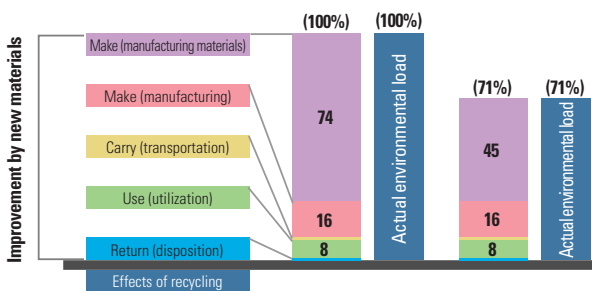 Improvement by new materials
Make (manufacturing materials)
Make (manufacturing)
Carry (transportation)
Use (utilization)
Return (disposition)
Effects of recycling
(100%)
74
16
8
(100%)
Actual environmental load
(71%)
45
16
8
(71%)
Actual environmental load